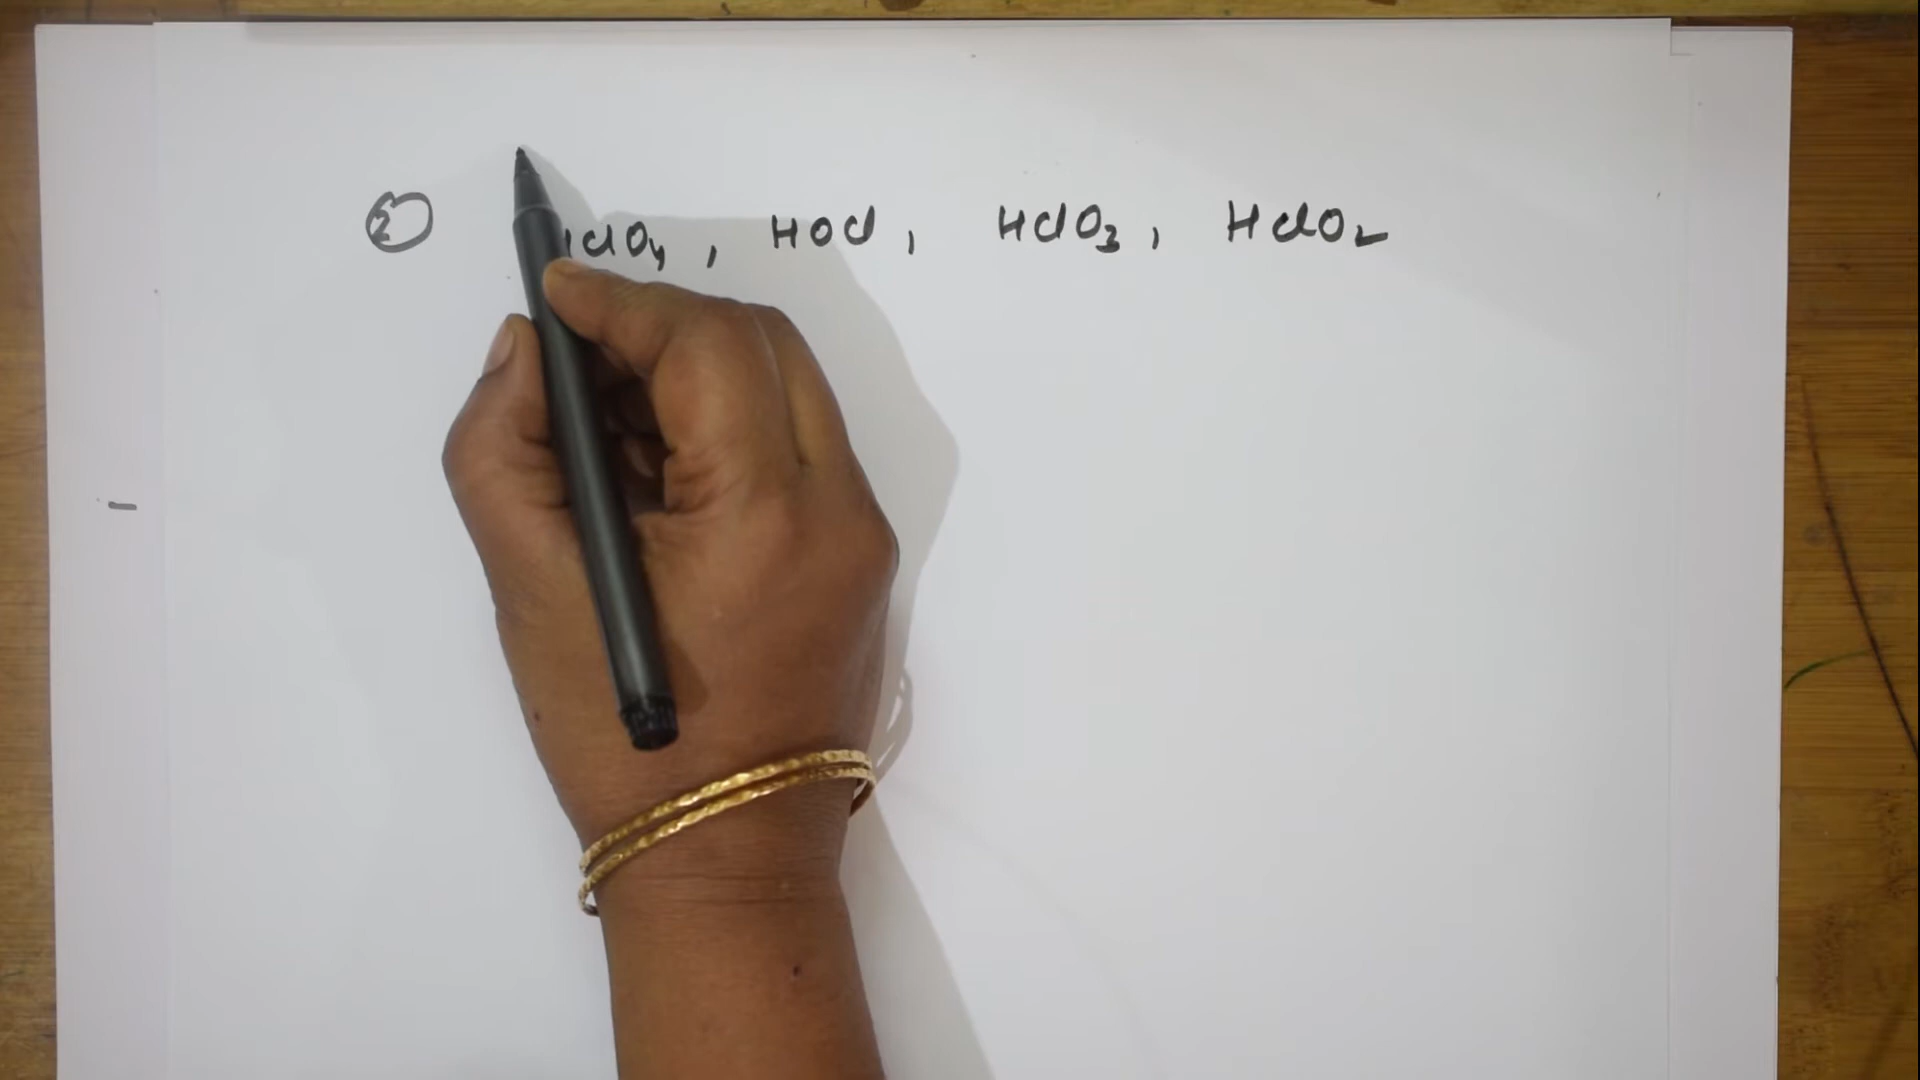 ② HClO₄, HOCl, HClO₃, HClO₂